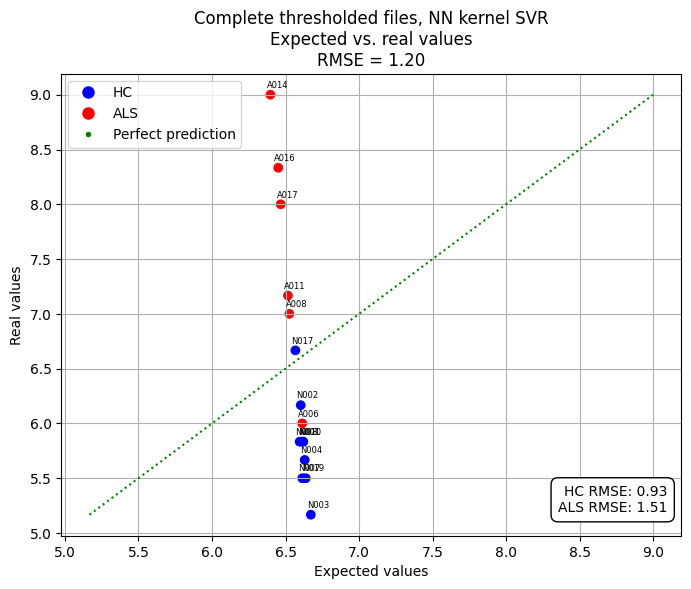 Complete thresholded files, NN kernel SVR
Expected vs. real values
RMSE = 1.20
HC
ALS
Perfect prediction
A014
A016
A017
A011
A008
N017
N002
A006
N004
N003
HC RMSE: 0.93
ALS RMSE: 1.51
9.0
8.5
8.0
7.5
7.0
6.5
6.0
5.5
5.0
Real values
5.0 5.5 6.0 6.5 7.0 7.5 8.0 8.5 9.0
Expected values